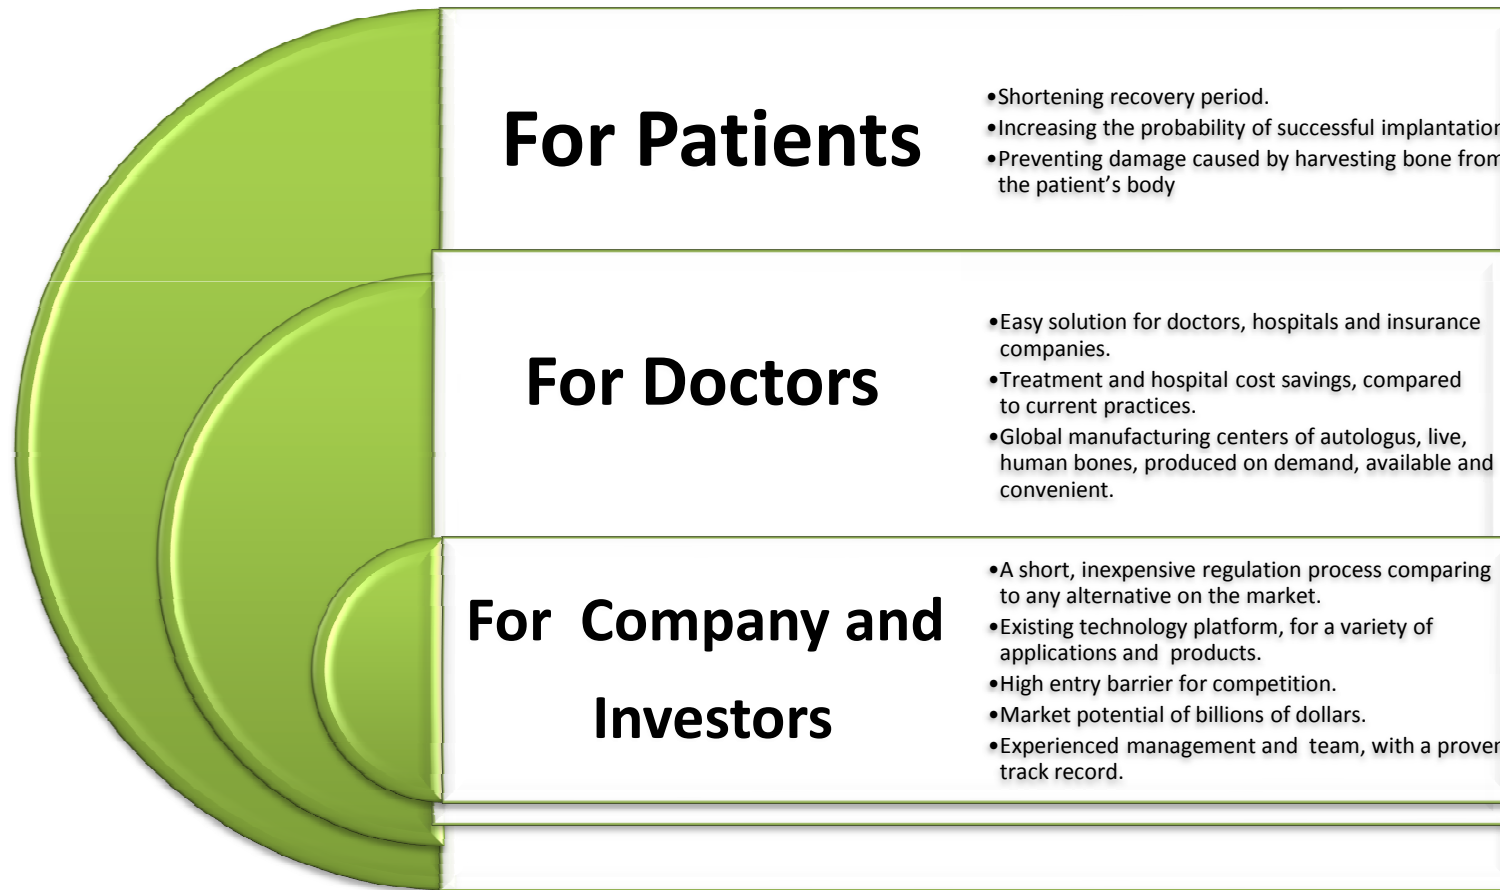 For Patients
•Shortening recovery period.
•Increasing the probability of successful implantation
•Preventing damage caused by harvesting bone from
the patient’s body
For Doctors
•Easy solution for doctors, hospitals and insurance
companies.
•Treatment and hospital cost savings, compared
to current practices.
•Global manufacturing centers of autologus, live,
human bones, produced on demand, available and
convenient.
For Company and
Investors
•A short, inexpensive regulation process comparing
to any alternative on the market.
•Existing technology platform, for a variety of
applications and products.
•High entry barrier for competition.
•Market potential of billions of dollars.
•Experienced management and team, with a proven
track record.